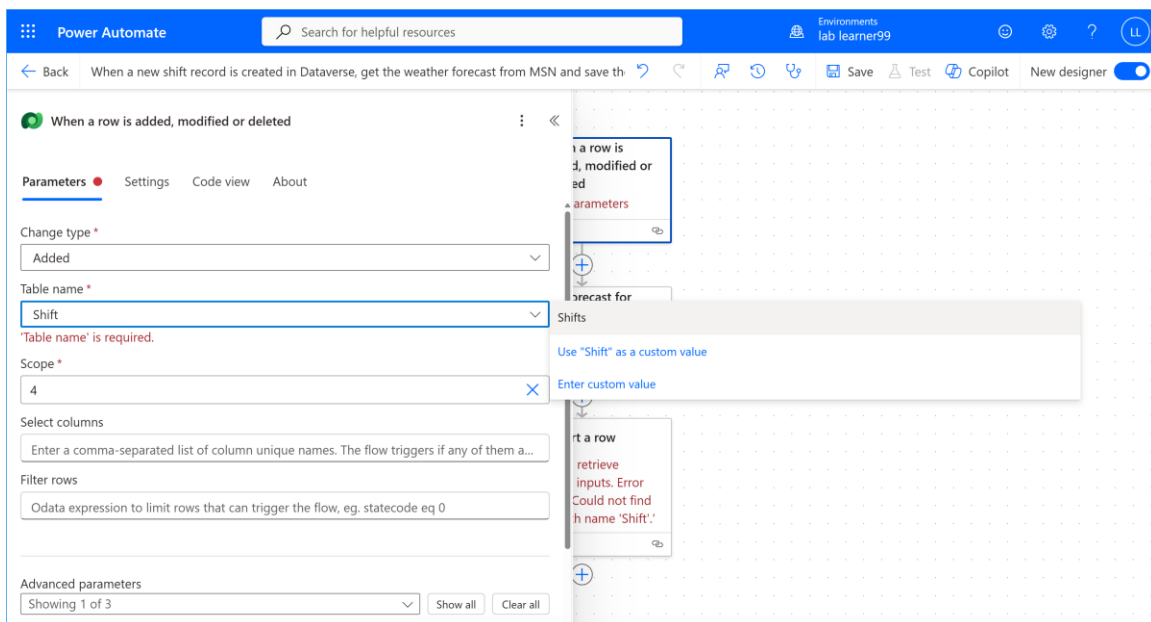 Power Automate
Search for helpful resources
Environments
lab learner99
LL
Back
When a new shift record is created in Dataverse, get the weather forecast from MSN and save th
Save
Test
Copilot
New designer
When a row is added, modified or deleted
Parameters
Settings
Code view
About
Change type *
Added
Table name *
Shift
'Table name' is required.
Scope *
4
Select columns
Enter a comma-separated list of column unique names. The flow triggers if any of them a...
Filter rows
Odata expression to limit rows that can trigger the flow, eg. statecode eq 0
Advanced parameters
Showing 1 of 3
Show all
Clear all
a row is
d, modified or
ed
arameters
orecast for
Shifts
Use "Shift" as a custom value
Enter custom value
rt a row
retrieve
inputs. Error
Could not find
h name 'Shift'.'